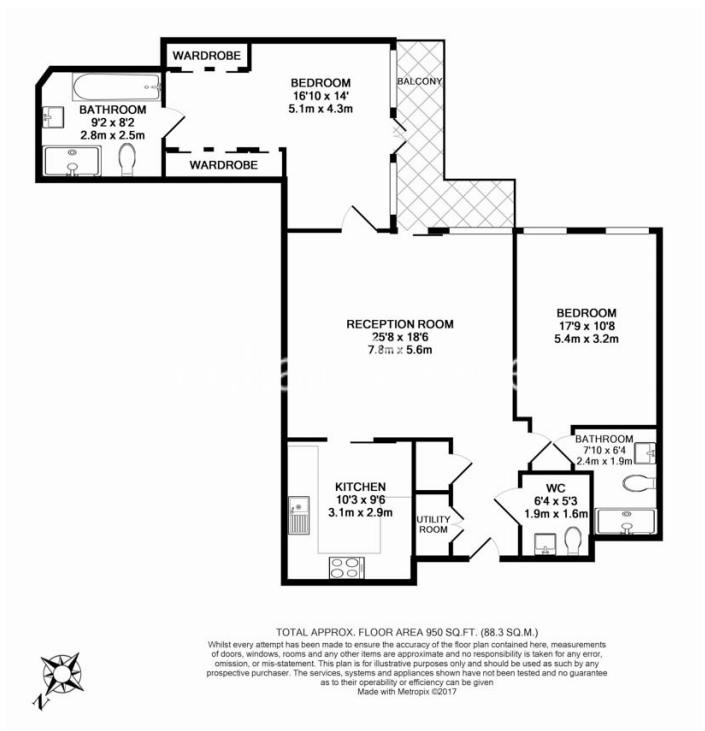 WARDROBE
BEDROOM
16'10 x 14'
5.1m x 4.3m
BALCONY
BATHROOM
9'2 x 8'2
2.8m x 2.5m
WARDROBE
RECEPTION ROOM
25'8 x 18'6
7.8m x 5.6m
BEDROOM
17'9 x 10'8
5.4m x 3.2m
BATHROOM
7'10 x 6'4
2.4m x 1.9m
KITCHEN
10'3 x 9'6
3.1m x 2.9m
UTILITY
ROOM
WC
6'4 x 5'3
1.9m x 1.6m
TOTAL APPROX. FLOOR AREA 950 SQ.FT. (88.3 SQ.M.)
Whilst every attempt has been made to ensure the accuracy of the floor plan contained here, measurements
of doors, windows, rooms and any other items are approximate and no responsibility is taken for any error,
omission, or mis-statement. This plan is for illustrative purposes only and should be used as such by any
prospective purchaser. The services, systems and appliances shown have not been tested and no guarantee
as to their operability or efficiency can be given
Made with Metropix ©2017
N